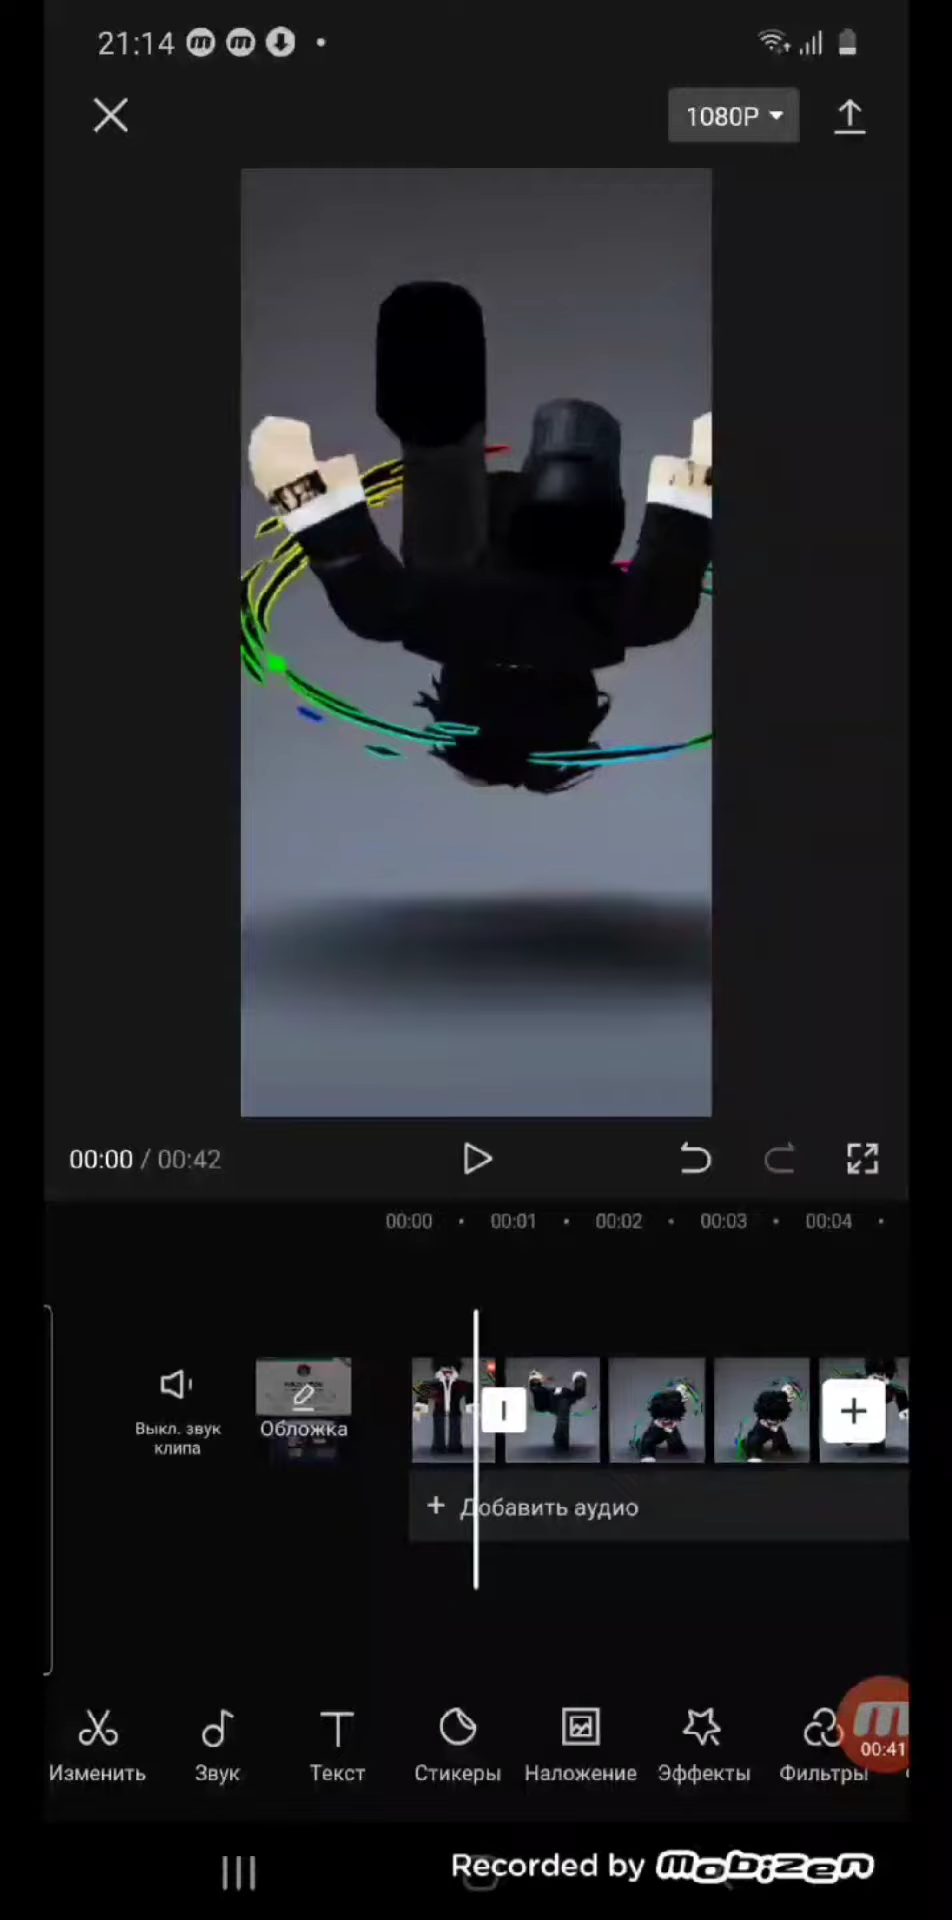 21:14
1080P
00:00 / 00:42
00:00 00:01 00:02 00:03 00:04
Выкл. звук
клипа
Обложка
+ Добавить аудио
00:41
Изменить Звук Текст Стикеры Наложение Эффекты Фильтры
Recorded by mobizen